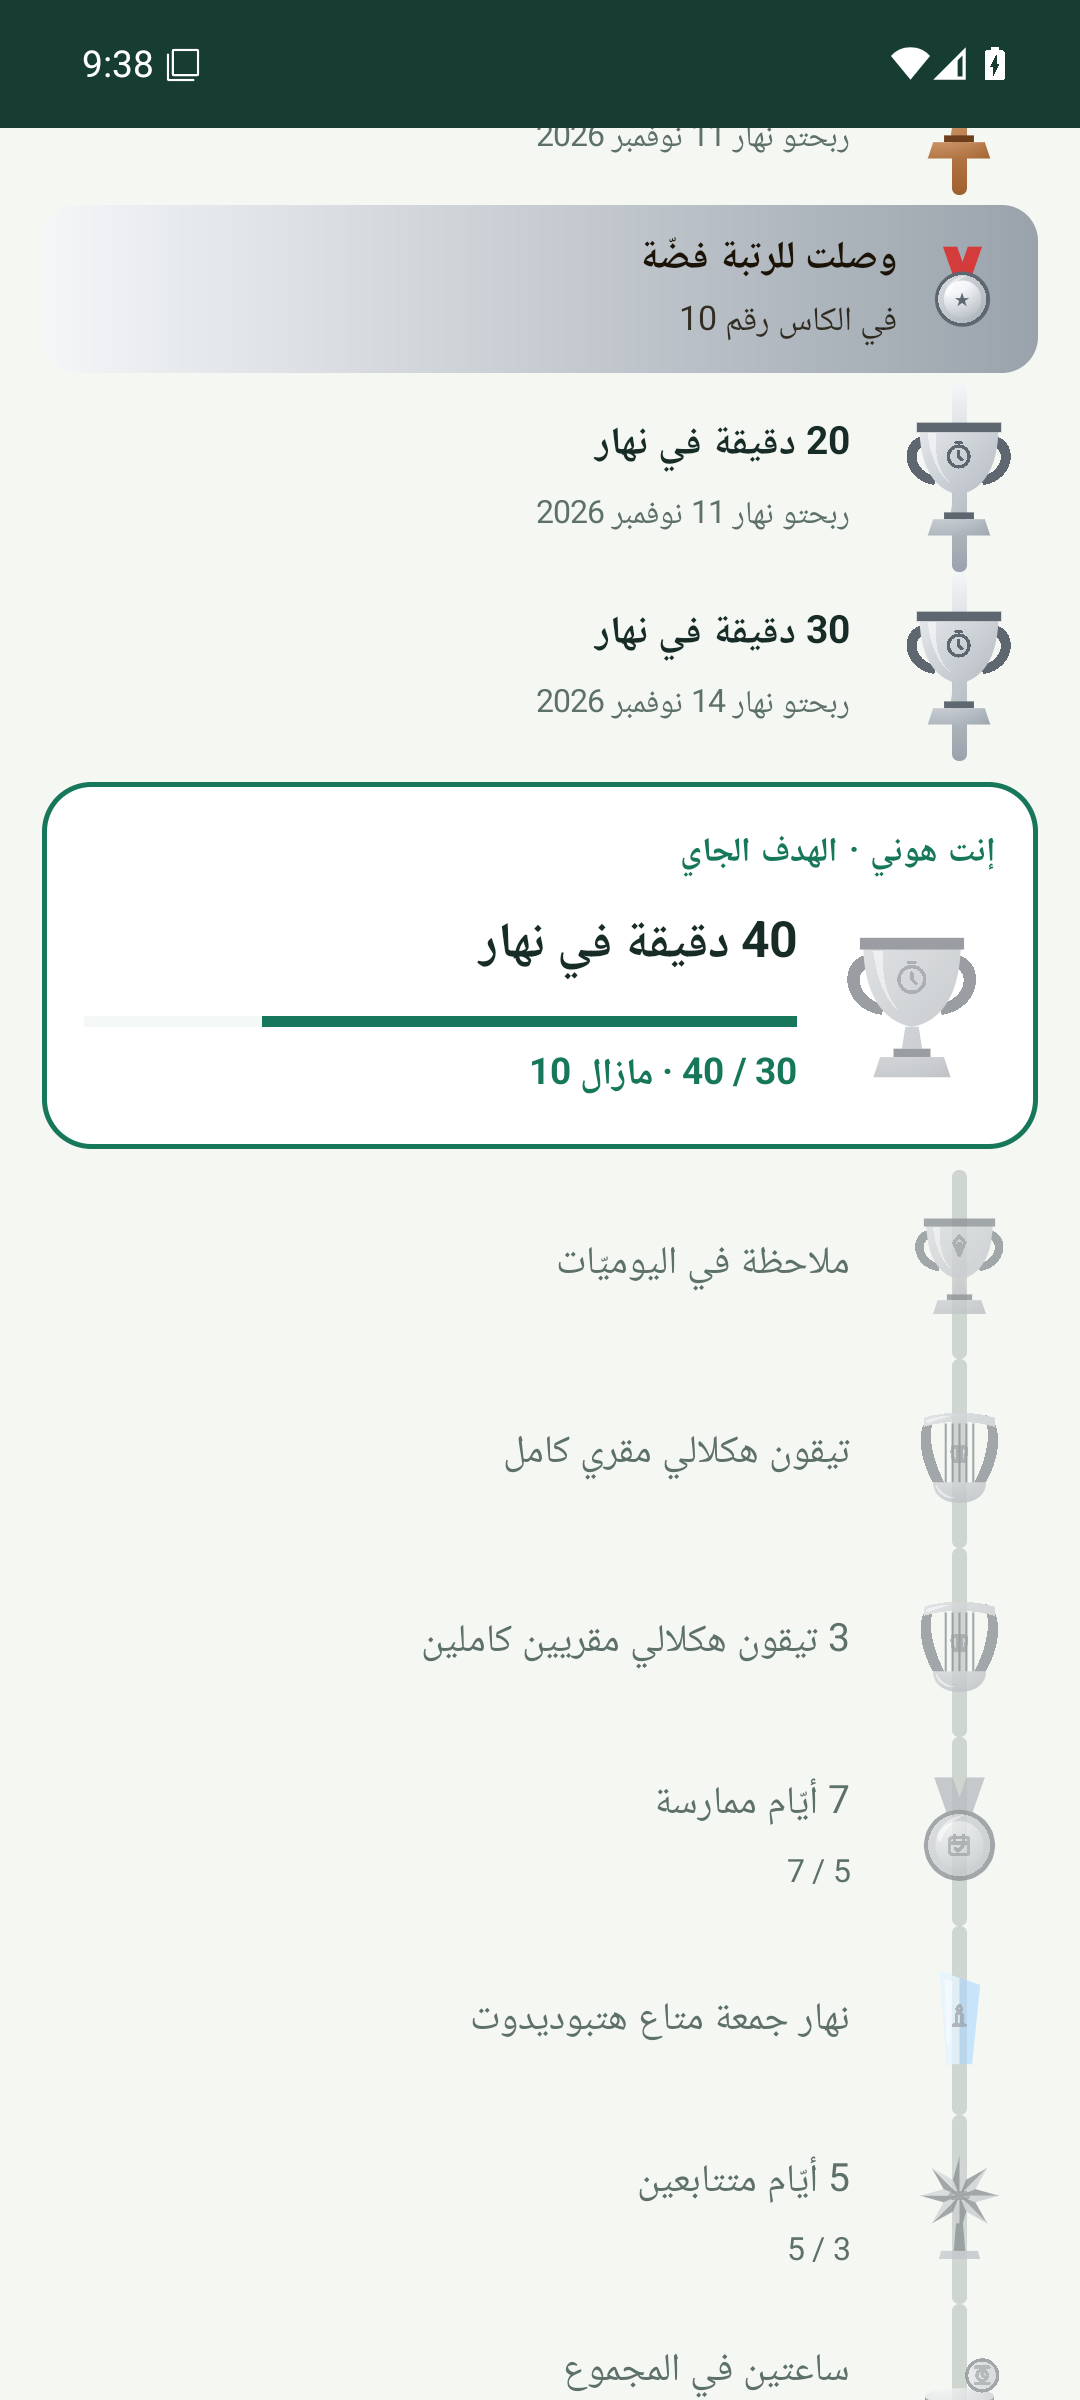 9:38
ربحتو نهار 11 نوفمبر 2026
وصلت للرتبة فضّة
في الكاس رقم 10
20 دقيقة في نهار
ربحتو نهار 11 نوفمبر 2026
30 دقيقة في نهار
ربحتو نهار 14 نوفمبر 2026
إنت هوني · الهدف الجاي
40 دقيقة في نهار
30 / 40 · مازال 10
ملاحظة في اليوميّات
تيقون هكلالي مقري كامل
3 تيقون هكلالي مقريين كاملين
7 أيّام ممارسة
5 / 7
نهار جمعة متاع هتبوديدوت
5 أيّام متتابعين
3 / 5
ساعتين في المجموع